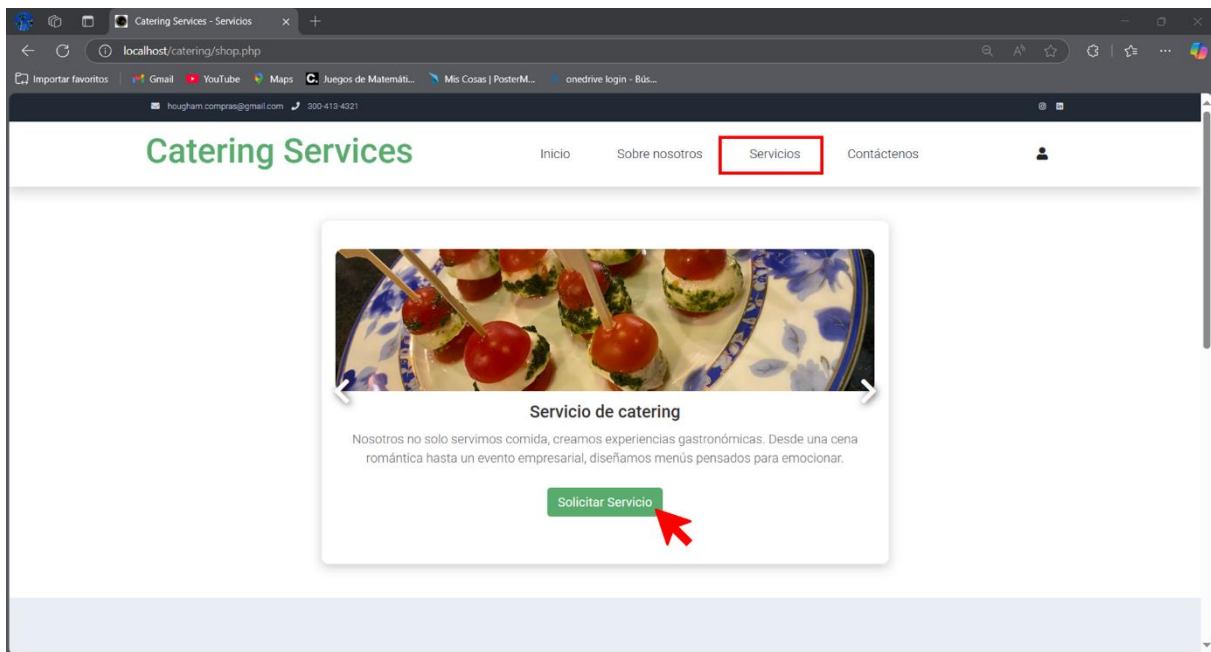 Catering Services - Servicios
localhost/catering/shop.php
Importar favoritos Gmail YouTube Maps Juegos de Matemáti... Mis Cosas | PosterM... onedrive login - Bús...
hougham.compras@gmail.com 300-413-4321
Catering Services Inicio Sobre nosotros Servicios Contáctenos
Servicio de catering
Nosotros no solo servimos comida, creamos experiencias gastronómicas. Desde una cena
romántica hasta un evento empresarial, diseñamos menús pensados para emocionar.
Solicitar Servicio